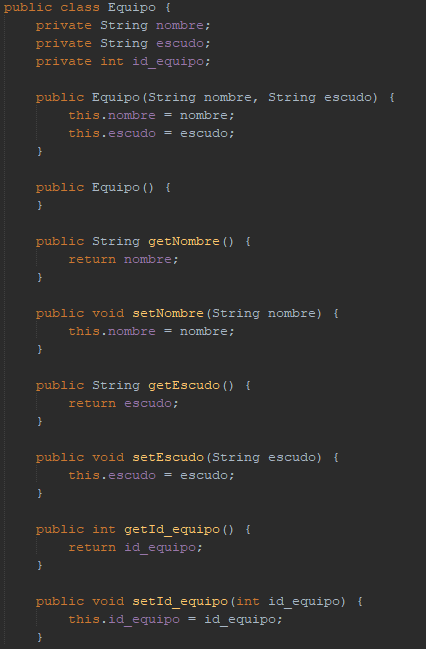 public class Equipo {
    private String nombre;
    private String escudo;
    private int id_equipo;

    public Equipo(String nombre, String escudo) {
        this.nombre = nombre;
        this.escudo = escudo;
    }

    public Equipo() {
    }

    public String getNombre() {
        return nombre;
    }

    public void setNombre(String nombre) {
        this.nombre = nombre;
    }

    public String getEscudo() {
        return escudo;
    }

    public void setEscudo(String escudo) {
        this.escudo = escudo;
    }

    public int getId_equipo() {
        return id_equipo;
    }

    public void setId_equipo(int id_equipo) {
        this.id_equipo = id_equipo;
    }